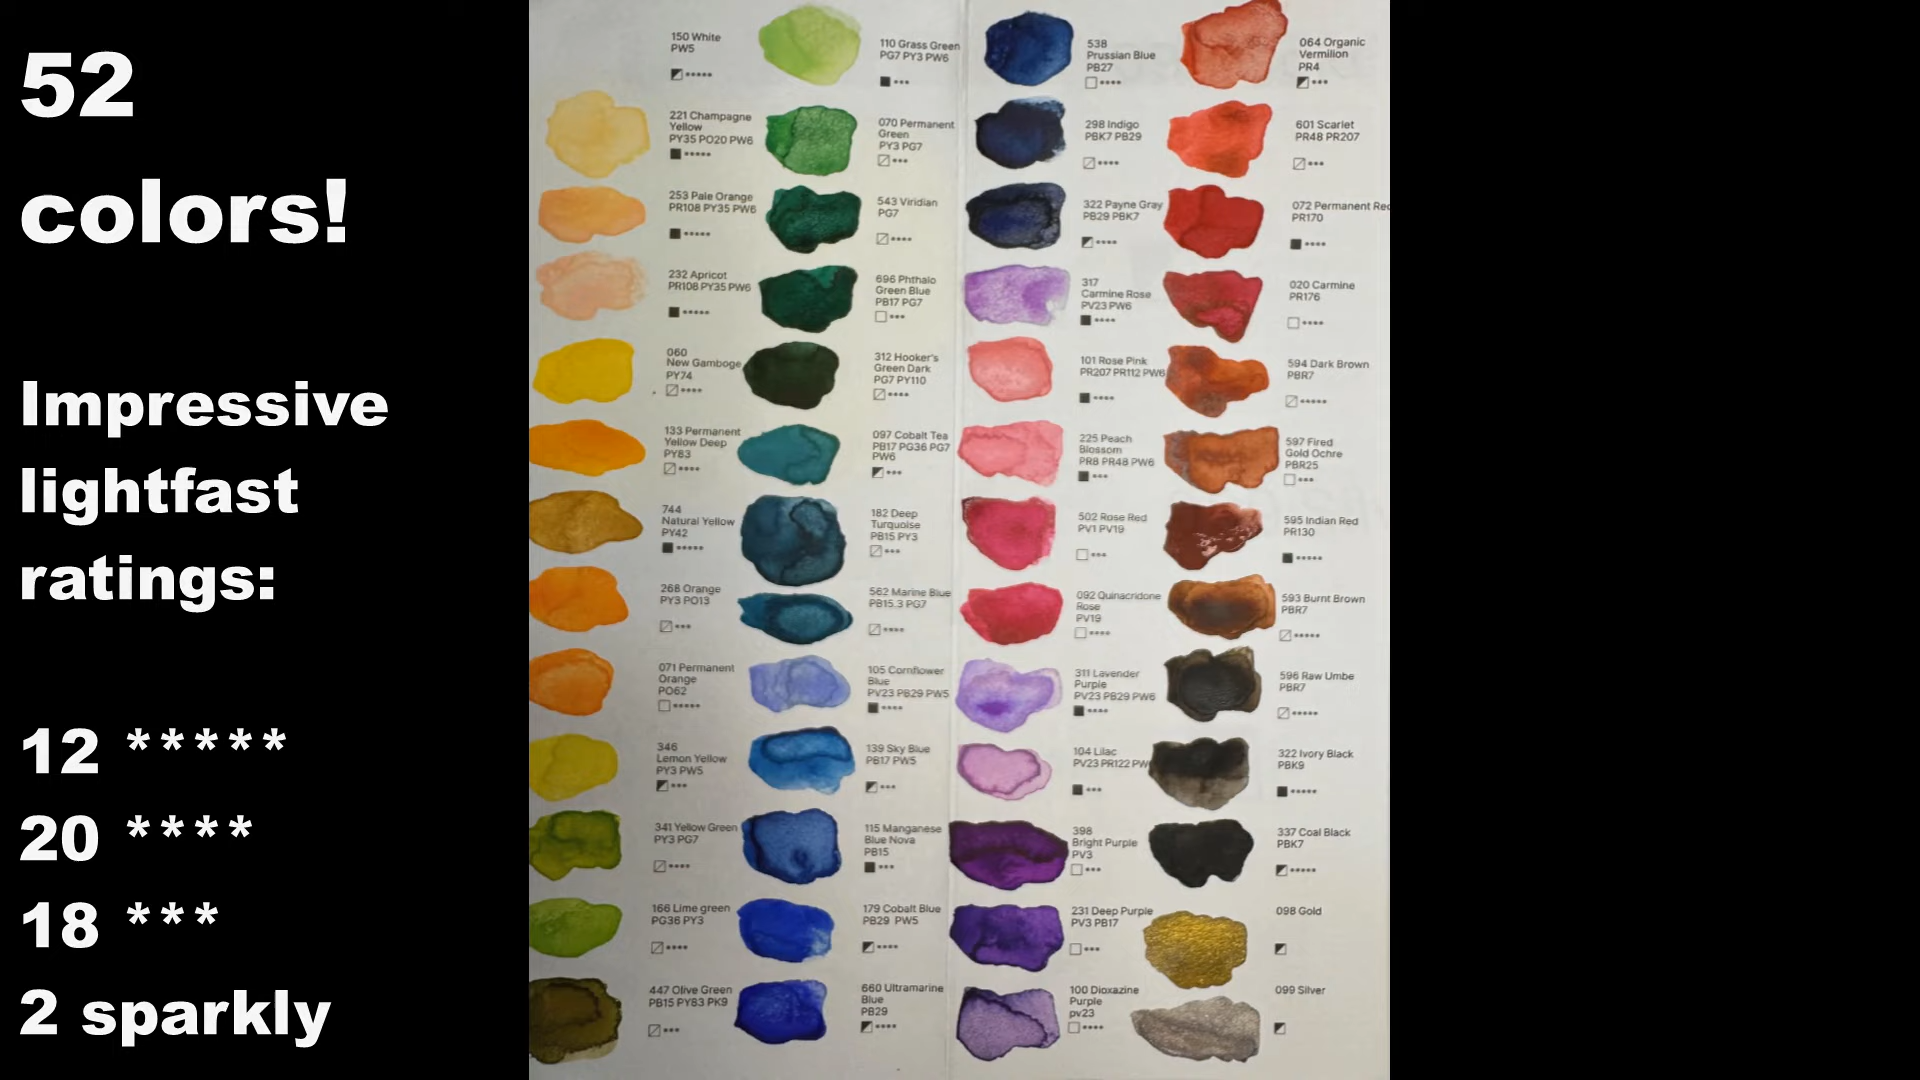 52
colors!
Impressive
lightfast
ratings:
12 *****
20 ****
18 ***
2 sparkly
150 White
PW5
*****
221 Champagne
Yellow
PY35 PO20 PW6
*****
253 Pale Orange
PR108 PY35 PW6
*****
232 Apricot
PR108 PY35 PW6
*****
060
New Gamboge
PY74
****
133 Permanent
Yellow Deep
PY83
****
744
Natural Yellow
PY42
*****
268 Orange
PY3 PO13
***
071 Permanent
Orange
PO62
*****
346
Lemon Yellow
PY3 PW5
***
341 Yellow Green
PY3 PG7
****
166 Lime green
PG36 PY3
****
447 Olive Green
PB15 PY83 PK9
***
110 Grass Green
PG7 PY3 PW6
***
070 Permanent
Green
PY3 PG7
***
543 Viridian
PG7
****
696 Phthalo
Green Blue
PB17 PG7
***
312 Hooker's
Green Dark
PG7 PY110
****
097 Cobalt Tea
PB17 PG36 PG7
PW6
***
182 Deep
Turquoise
PB15 PY3
***
562 Marine Blue
PB15.3 PG7
****
105 Cornflower
Blue
PV23 PB29 PW5
****
139 Sky Blue
PB17 PW5
***
115 Manganese
Blue Nova
PB15
***
179 Cobalt Blue
PB29 PW5
****
660 Ultramarine
Blue
PB29
****
538
Prussian Blue
PB27
****
298 Indigo
PBK7 PB29
****
322 Payne Gray
PB29 PBK7
****
317
Carmine Rose
PV23 PW6
****
101 Rose Pink
PR207 PR112 PW6
****
225 Peach
Blossom
PR8 PR48 PW6
***
502 Rose Red
PV1 PV19
***
092 Quinacridone
Rose
PV19
****
311 Lavender
Purple
PV23 PB29 PW6
****
104 Lilac
PV23 PR122 PW
***
398
Bright Purple
PV3
***
231 Deep Purple
PV3 PB17
***
100 Dioxazine
Purple
pv23
****
064 Organic
Vermilion
PR4
***
601 Scarlet
PR48 PR207
***
072 Permanent Red
PR170
****
020 Carmine
PR176
****
594 Dark Brown
PBR7
*****
597 Fired
Gold Ochre
PBR25
***
595 Indian Red
PR130
*****
593 Burnt Brown
PBR7
*****
596 Raw Umbe
PBR7
*****
322 Ivory Black
PBK9
*****
337 Coal Black
PBK7
*****
098 Gold
099 Silver